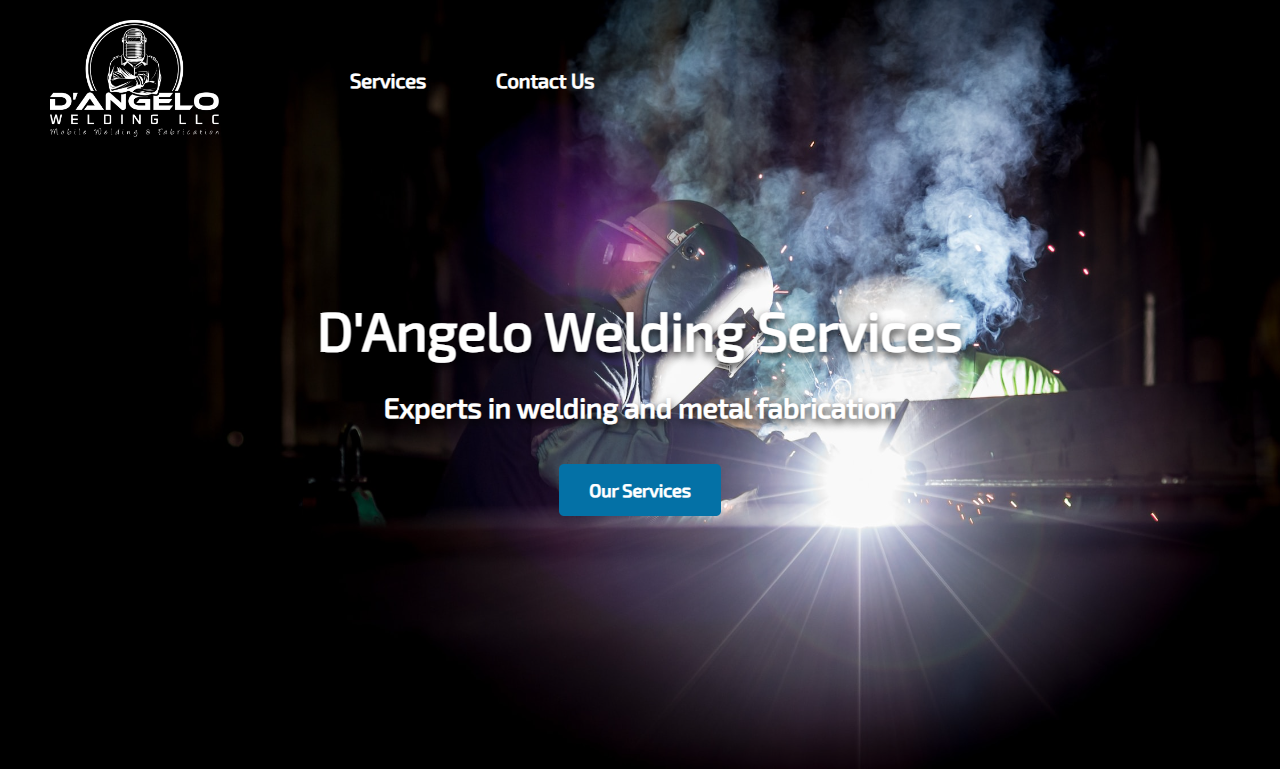 D'ANGELO
WELDING LLC
Mobile Welding & Fabrication
Services
Contact Us
D'Angelo Welding Services
Experts in welding and metal fabrication
Our Services